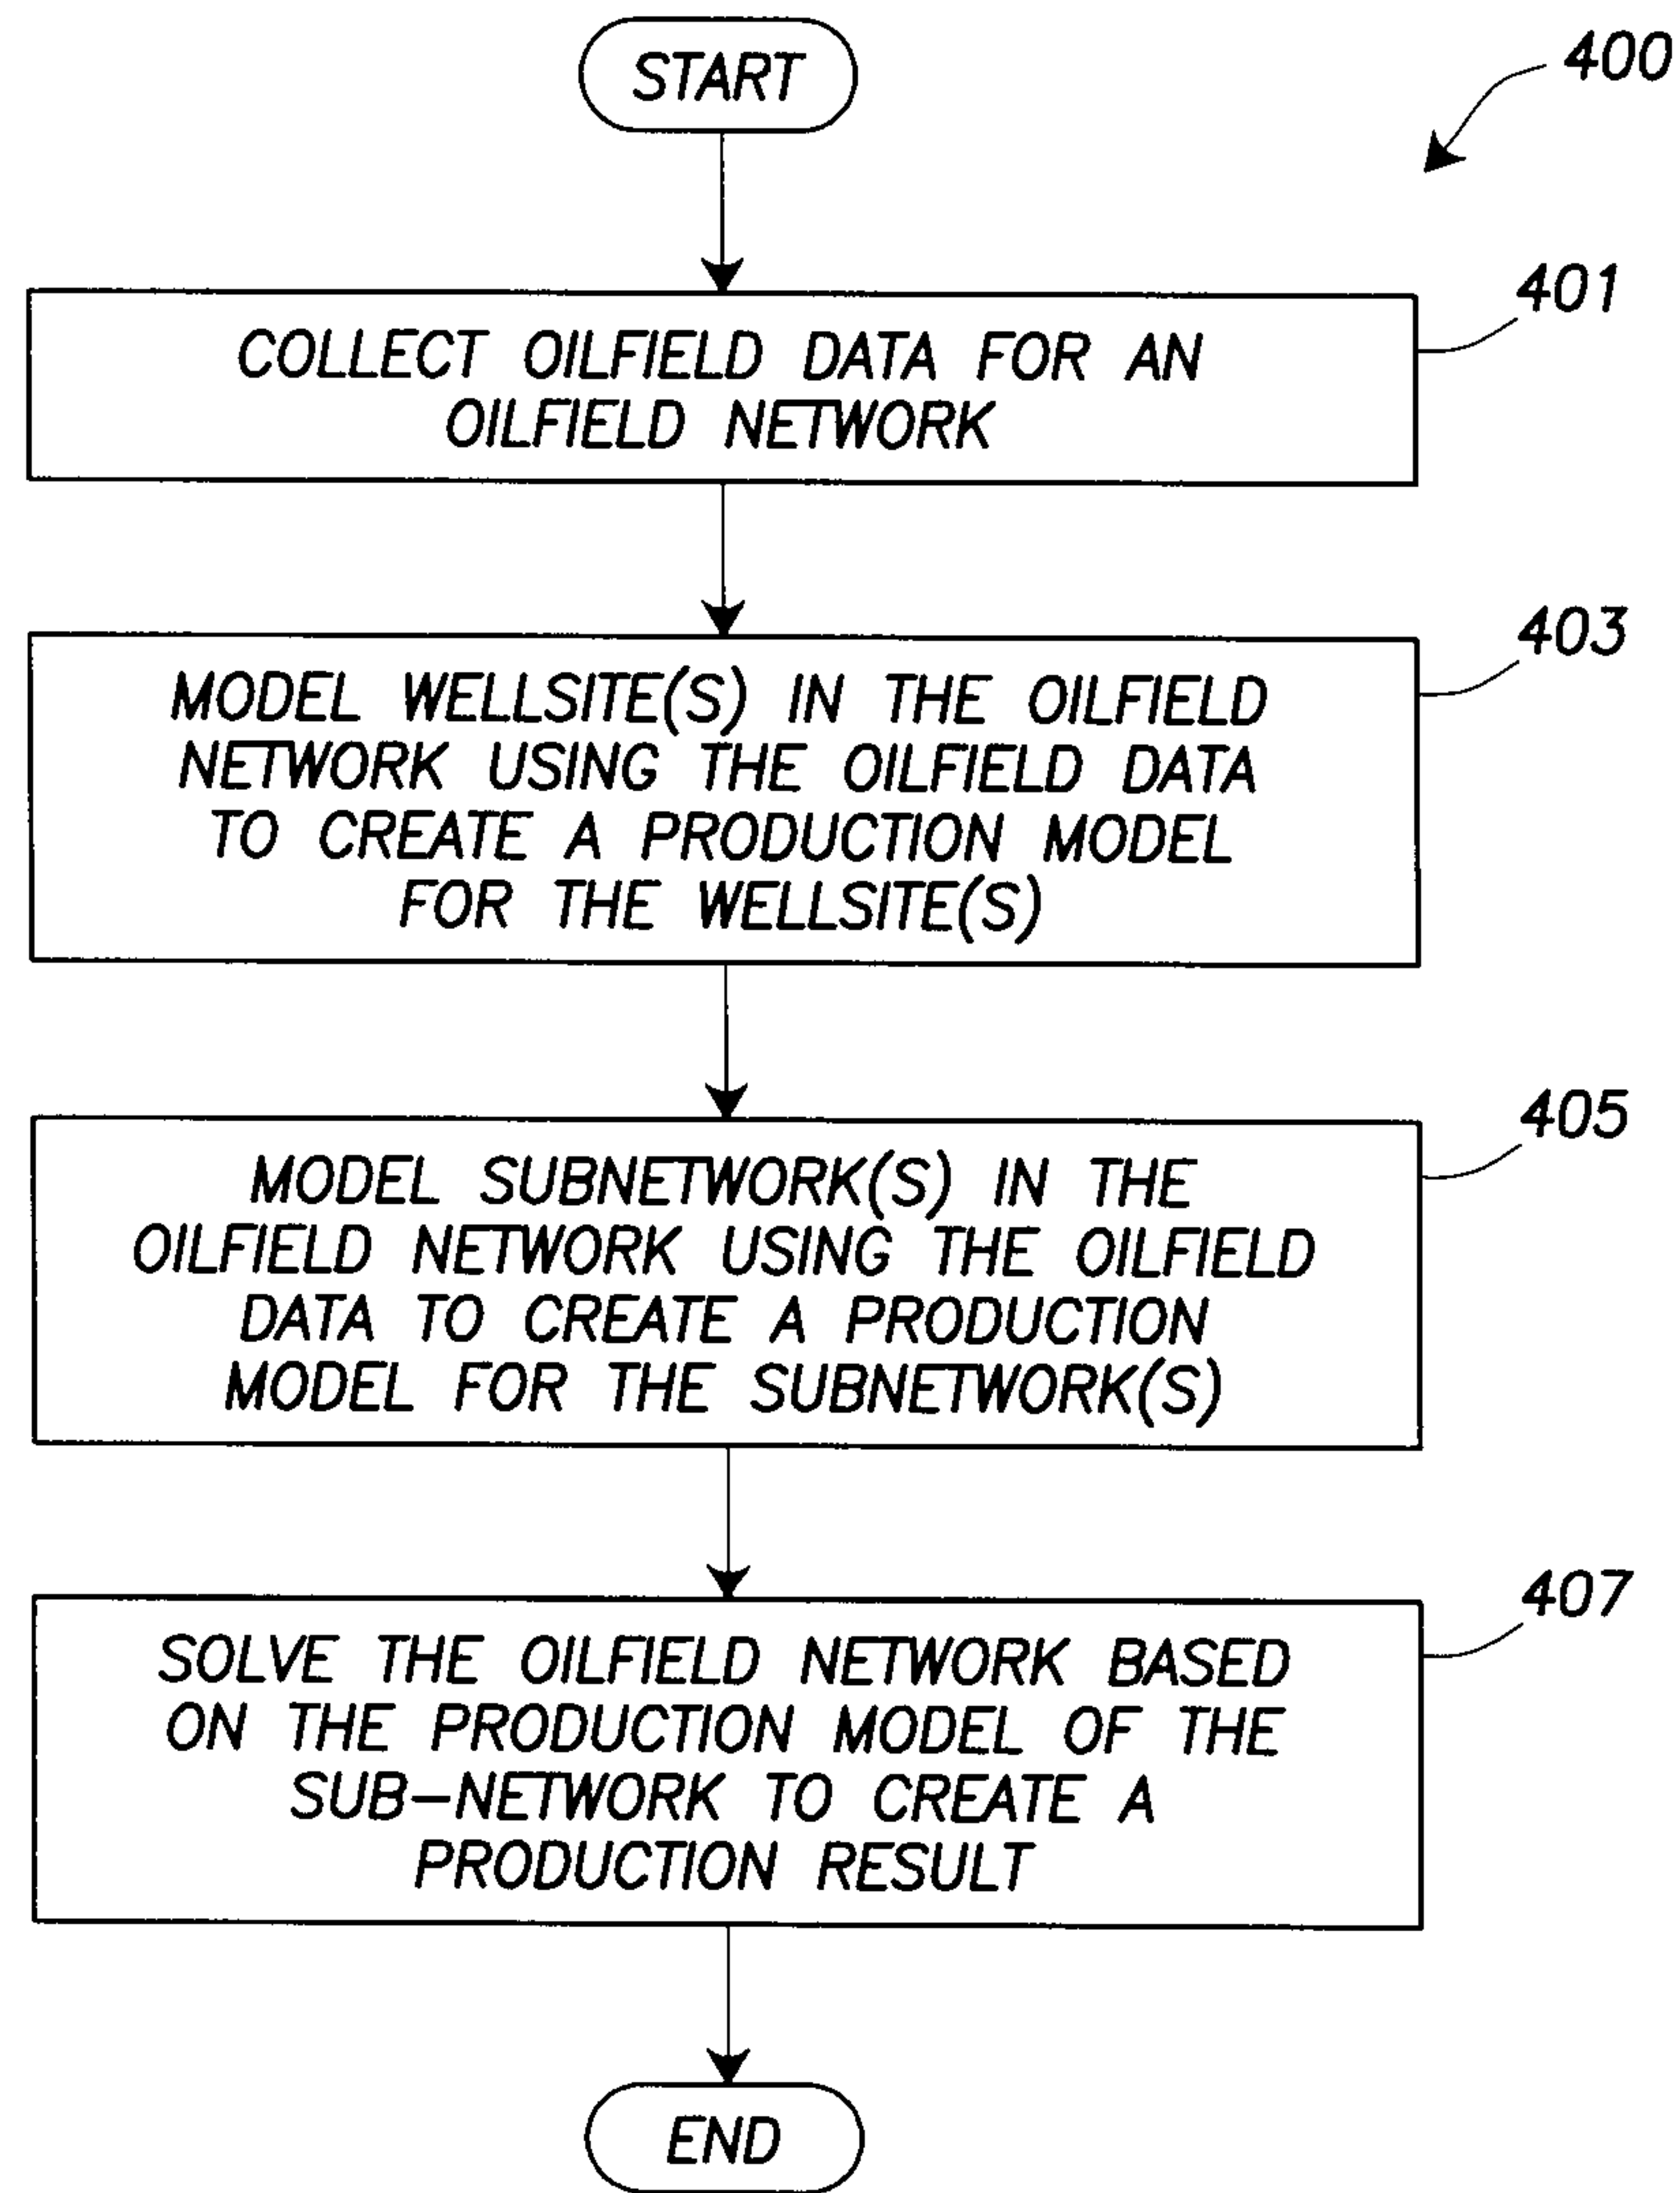 START
400
401
COLLECT OILFIELD DATA FOR AN
OILFIELD NETWORK
403
MODEL WELLSITE(S) IN THE OILFIELD
NETWORK USING THE OILFIELD DATA
TO CREATE A PRODUCTION MODEL
FOR THE WELLSITE(S)
405
MODEL SUBNETWORK(S) IN THE
OILFIELD NETWORK USING THE OILFIELD
DATA TO CREATE A PRODUCTION
MODEL FOR THE SUBNETWORK(S)
407
SOLVE THE OILFIELD NETWORK BASED
ON THE PRODUCTION MODEL OF THE
SUB-NETWORK TO CREATE A
PRODUCTION RESULT
END